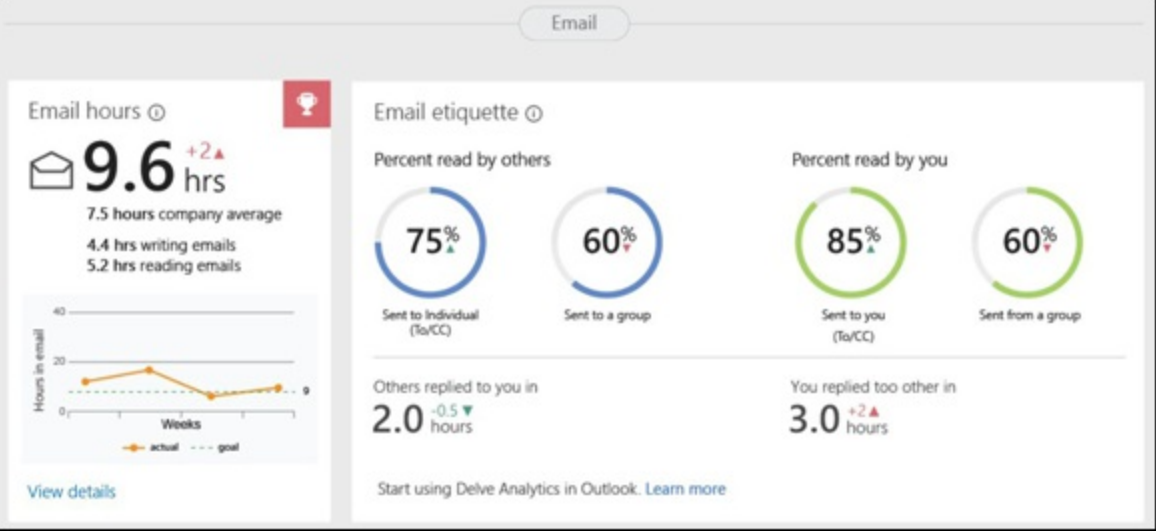 Email
Email hours
+2▲
9.6 hrs
7.5 hours company average
4.4 hrs writing emails
5.2 hrs reading emails
40
20
0
9
Hours in email
Weeks
actual
goal
View details
Email etiquette
Percent read by others
75%▲
Sent to Individual
(To/CC)
60%▼
Sent to a group
Percent read by you
85%▲
Sent to you
(To/CC)
60%▼
Sent from a group
Others replied to you in
2.0 -0.5▼
hours
You replied too other in
3.0 +2▲
hours
Start using Delve Analytics in Outlook. Learn more